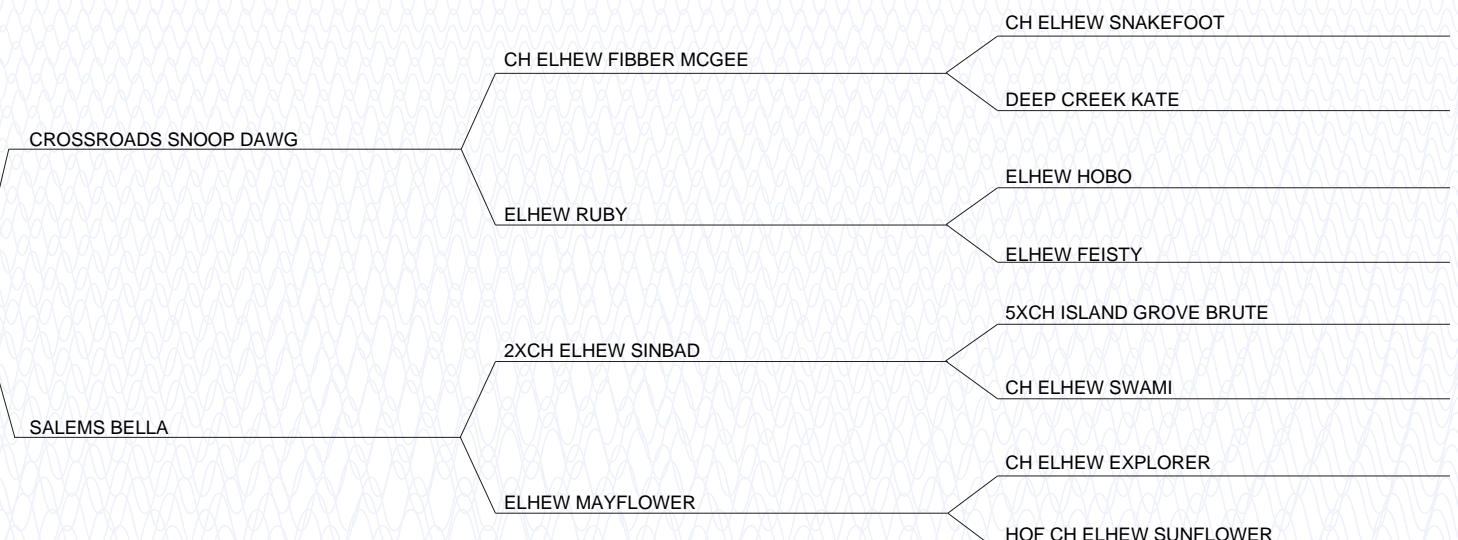 CH ELHEW SNAKEFOOT
CH ELHEW FIBBER MCGEE
DEEP CREEK KATE
CROSSROADS SNOOP DAWG
ELHEW HOBO
ELHEW RUBY
ELHEW FEISTY
5XCH ISLAND GROVE BRUTE
2XCH ELHEW SINBAD
CH ELHEW SWAMI
SALEMS BELLA
CH ELHEW EXPLORER
ELHEW MAYFLOWER
HOF CH ELHEW SUNFLOWER